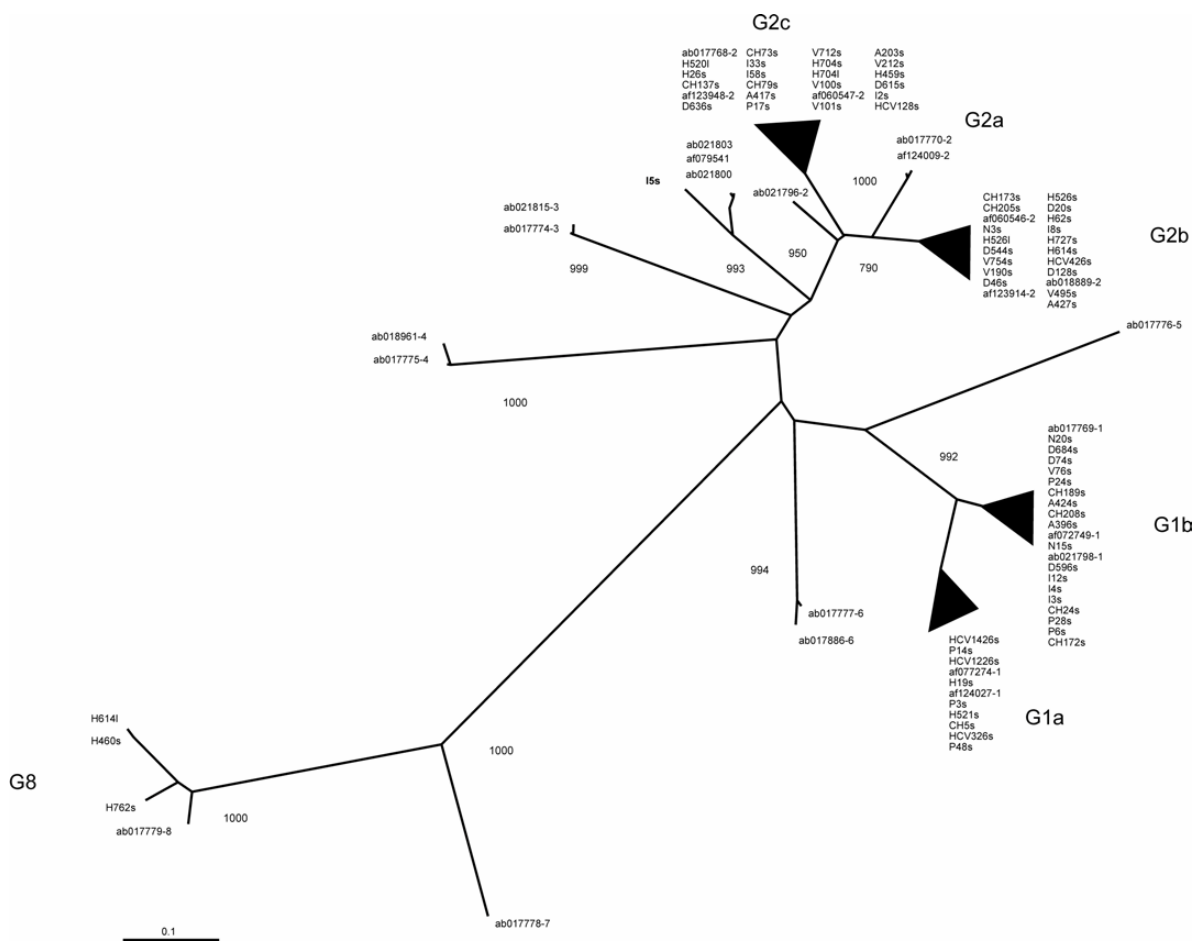 G2c
ab017768-2 CH73s V712s A203s
H520l I33s H704s V212s
H26s I58s H704l H459s
CH137s CH79s V100s D615s
af123948-2 A417s af060547-2 I2s
D636s P17s V101s HCV128s
G2a
ab017770-2
af124009-2
1000
ab021803
af079541
ab021800
I5s
ab021796-2
ab021815-3
ab017774-3
999
993
950
790
CH173s H526s
CH205s D20s
af060546-2 H62s
N3s I8s
H526l H727s
D544s H614s
V754s HCV426s
V190s D128s
D46s ab018889-2
af123914-2 V495s
A427s
G2b
ab017776-5
ab018961-4
ab017775-4
1000
992
ab017769-1
N20s
D684s
D74s
V76s
P24s
CH189s
A424s
CH208s
A396s
af072749-1
N15s
ab021798-1
D596s
I12s
I4s
I3s
CH24s
P28s
P6s
CH172s
G1b
994
ab017777-6
ab017886-6
HCV1426s
P14s
HCV1226s
af077274-1
H19s
af124027-1
P3s
H521s
CH5s
HCV326s
P48s
G1a
1000
H614l
H460s
G8
H762s
ab017779-8
1000
ab017778-7
0.1